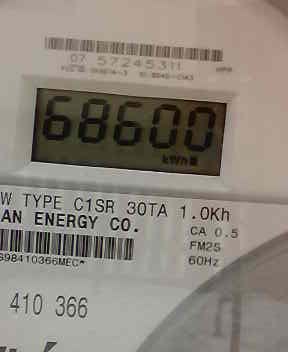 07 57245311
68600
kWh
W TYPE C1SR 30TA 1.0Kh
AN ENERGY CO.
CA 0.5
FM2S
60Hz
S98410366MEC*
410 366